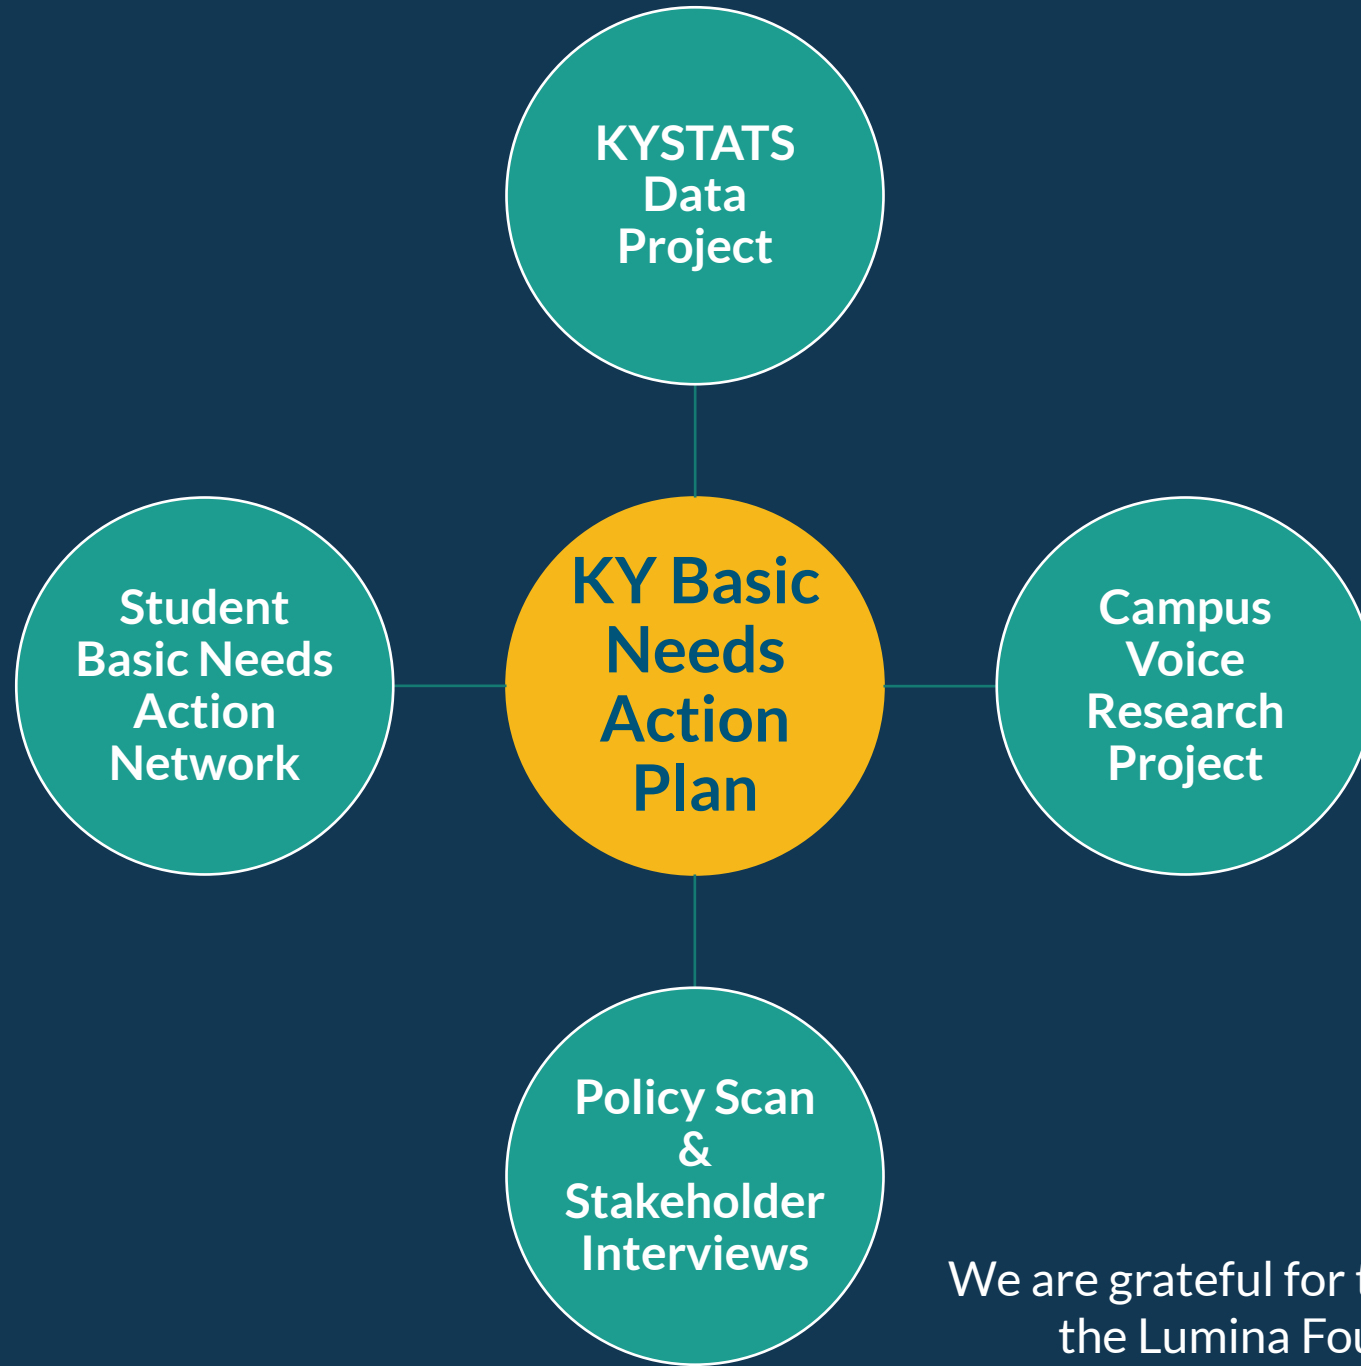 KYSTATS
Data
Project
Student
Basic Needs
Action
Network
KY Basic
Needs
Action
Plan
Campus
Voice
Research
Project
Policy Scan
&
Stakeholder
Interviews
We are grateful for
the Lumina